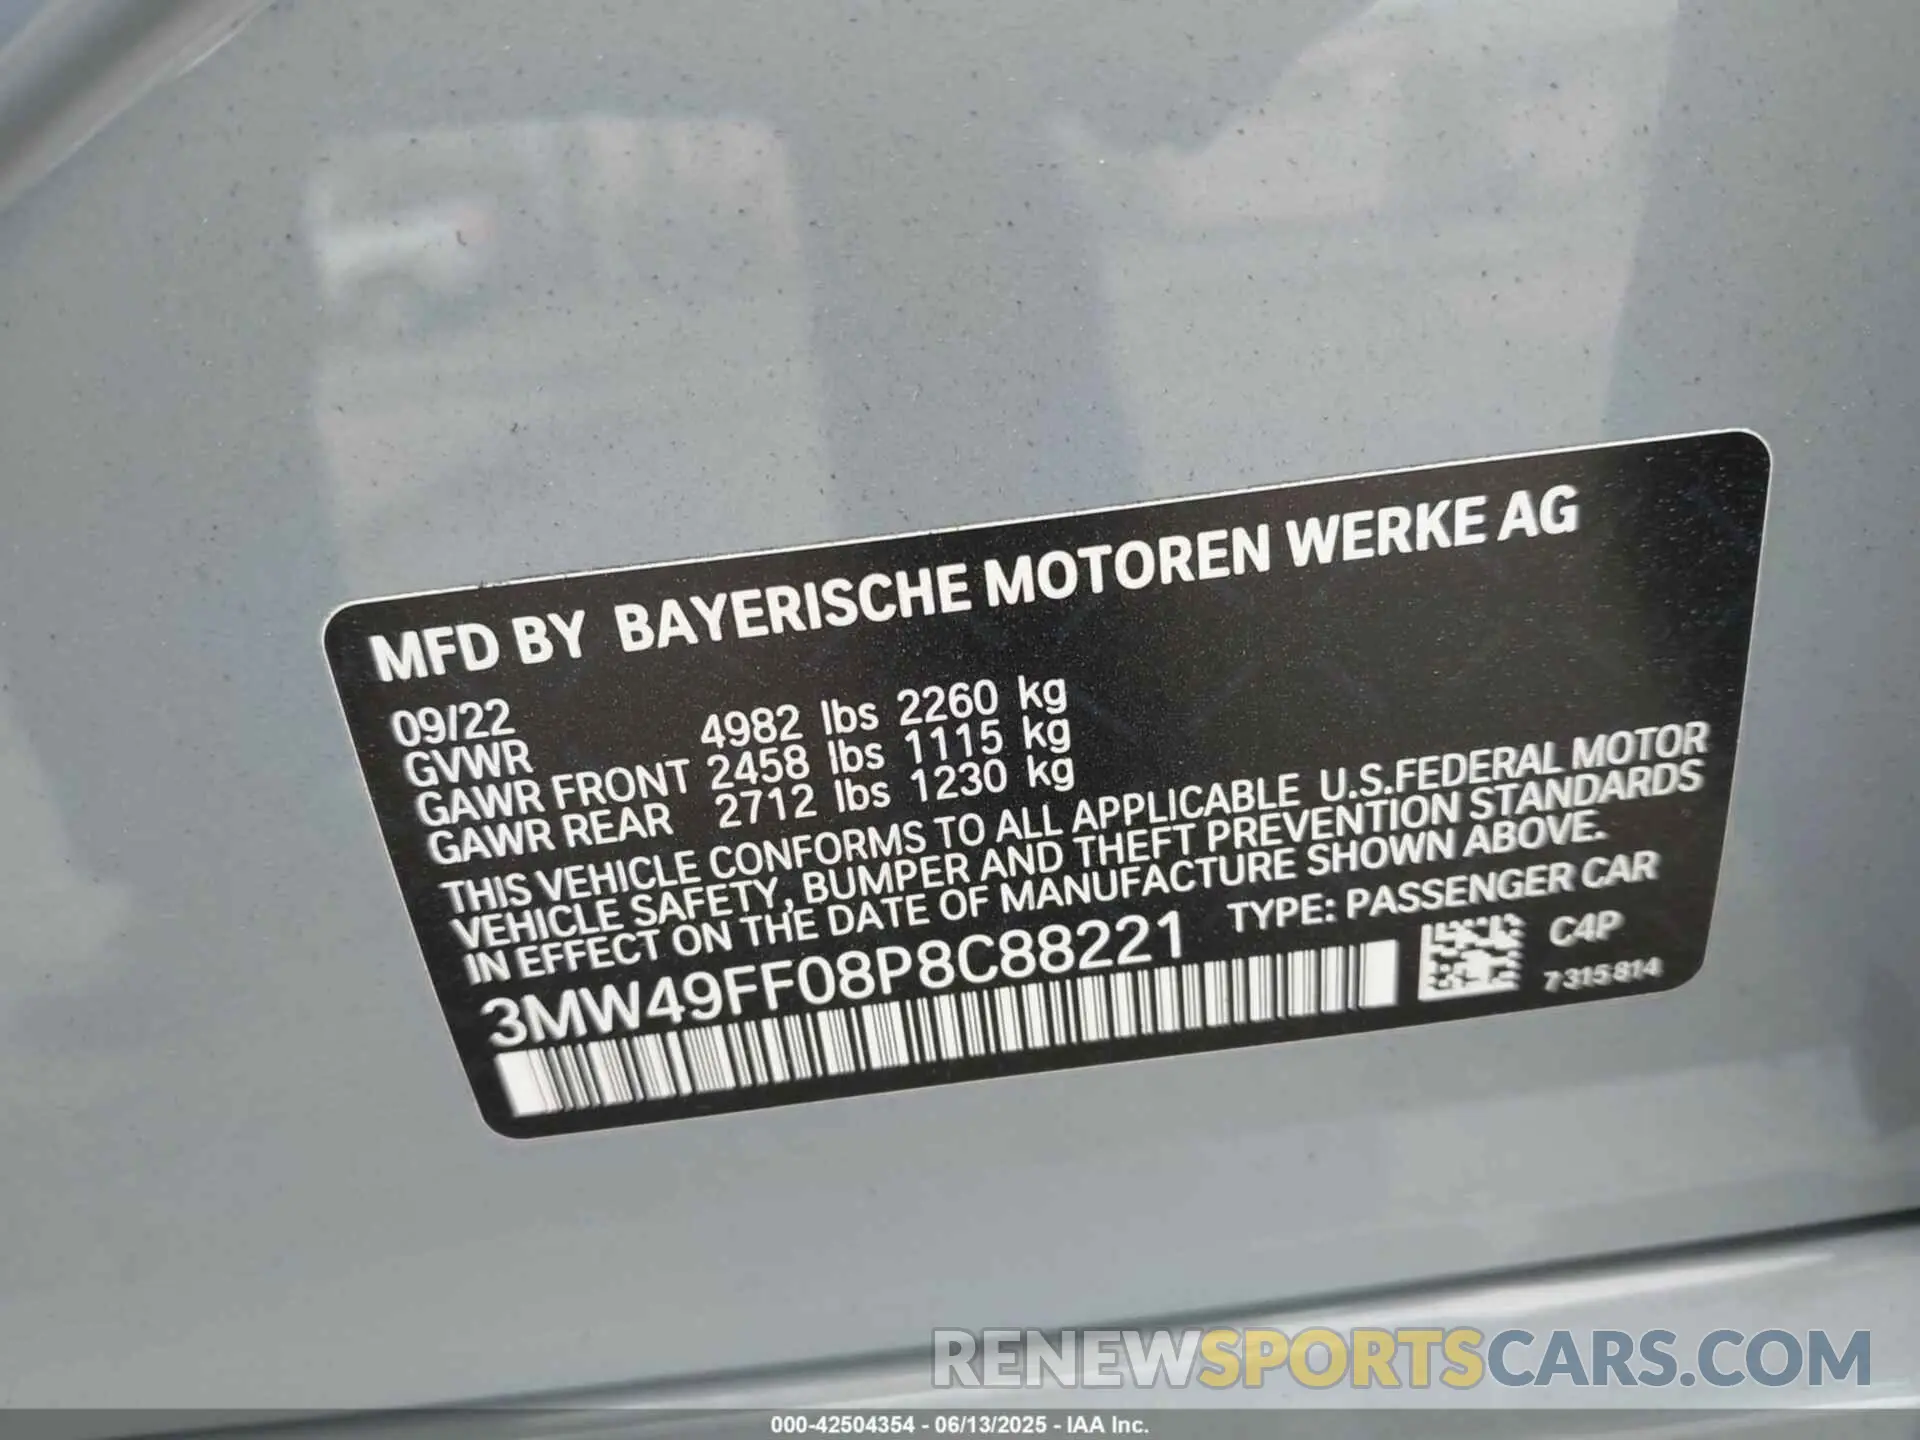 MFD BY BAYERISCHE MOTOREN WERKE AG
09/22
GVWR 4982 lbs 2260 kg
GAWR FRONT 2458 lbs 1115 kg
GAWR REAR 2712 lbs 1230 kg
THIS VEHICLE CONFORMS TO ALL APPLICABLE U.S.FEDERAL MOTOR
VEHICLE SAFETY, BUMPER AND THEFT PREVENTION STANDARDS
IN EFFECT ON THE DATE OF MANUFACTURE SHOWN ABOVE.
3MW49FF08P8C88221 TYPE: PASSENGER CAR
C4P
7 315 814
RENEWSPORTSCARS.COM
000-42504354 - 06/13/2025 - IAA Inc.